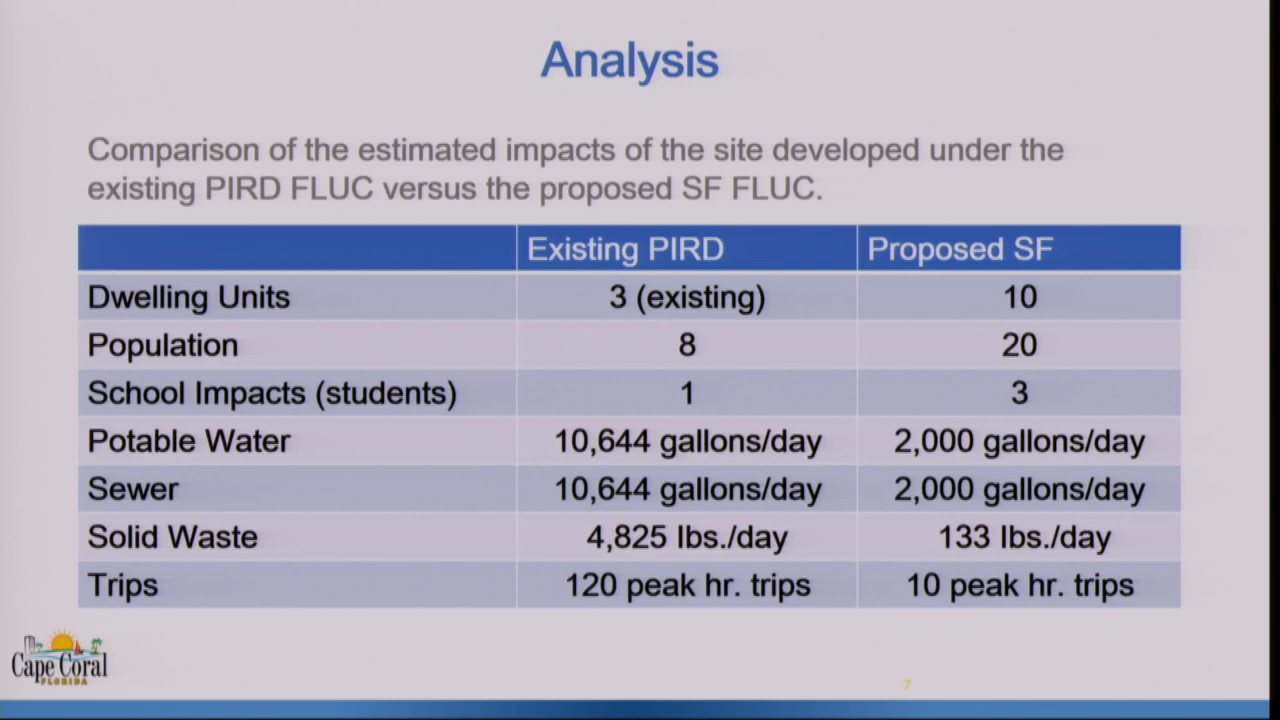 Analysis
Comparison of the estimated impacts of the site developed under the
existing PIRD FLUC versus the proposed SF FLUC.
Existing PIRD Proposed SF
Dwelling Units 3 (existing) 10
Population 8 20
School Impacts (students) 1 3
Potable Water 10,644 gallons/day 2,000 gallons/day
Sewer 10,644 gallons/day 2,000 gallons/day
Solid Waste 4,825 lbs./day 133 lbs./day
Trips 120 peak hr. trips 10 peak hr. trips
Cape Coral
FLORIDA
7